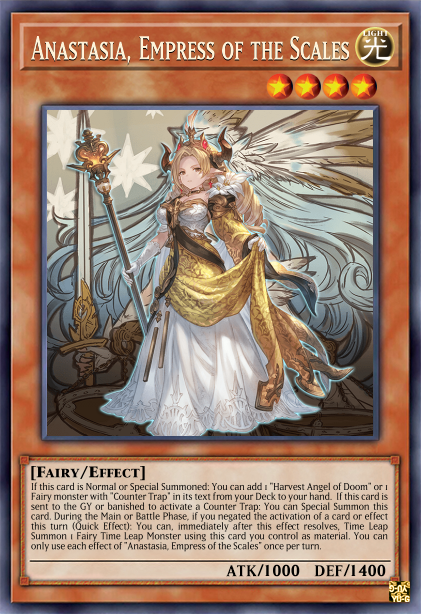 Anastasia, Empress of the Scales
LIGHT
光
[Fairy/Effect]
If this card is Normal or Special Summoned: You can add 1 "Harvest Angel of Doom" or 1
Fairy monster with "Counter Trap" in its text from your Deck to your hand. If this card is
sent to the GY or banished to activate a Counter Trap: You can Special Summon this
card. During the Main or Battle Phase, if you negated the activation of a card or effect
this turn (Quick Effect): You can, immediately after this effect resolves, Time Leap
Summon 1 Fairy Time Leap Monster using this card you control as material. You can
only use each effect of "Anastasia, Empress of the Scales" once per turn.
ATK/1000 DEF/1400